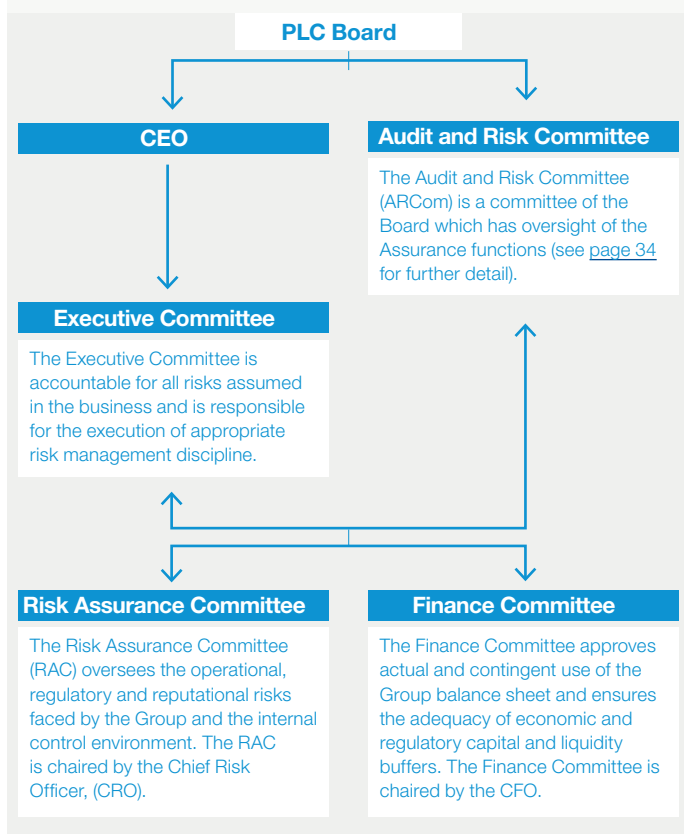 PLC Board
CEO
Audit and Risk Committee
The Audit and Risk Committee
(ARCom) is a committee of the
Board which has oversight of the
Assurance functions (see page 34
for further detail).
Executive Committee
The Executive Committee is
accountable for all risks assumed
in the business and is responsible
for the execution of appropriate
risk management discipline.
Risk Assurance Committee
The Risk Assurance Committee
(RAC) oversees the operational,
regulatory and reputational risks
faced by the Group and the internal
control environment. The RAC
is chaired by the Chief Risk
Officer, (CRO).
Finance Committee
The Finance Committee approves
actual and contingent use of the
Group balance sheet and ensures
the adequacy of economic and
regulatory capital and liquidity
buffers. The Finance Committee is
chaired by the CFO.